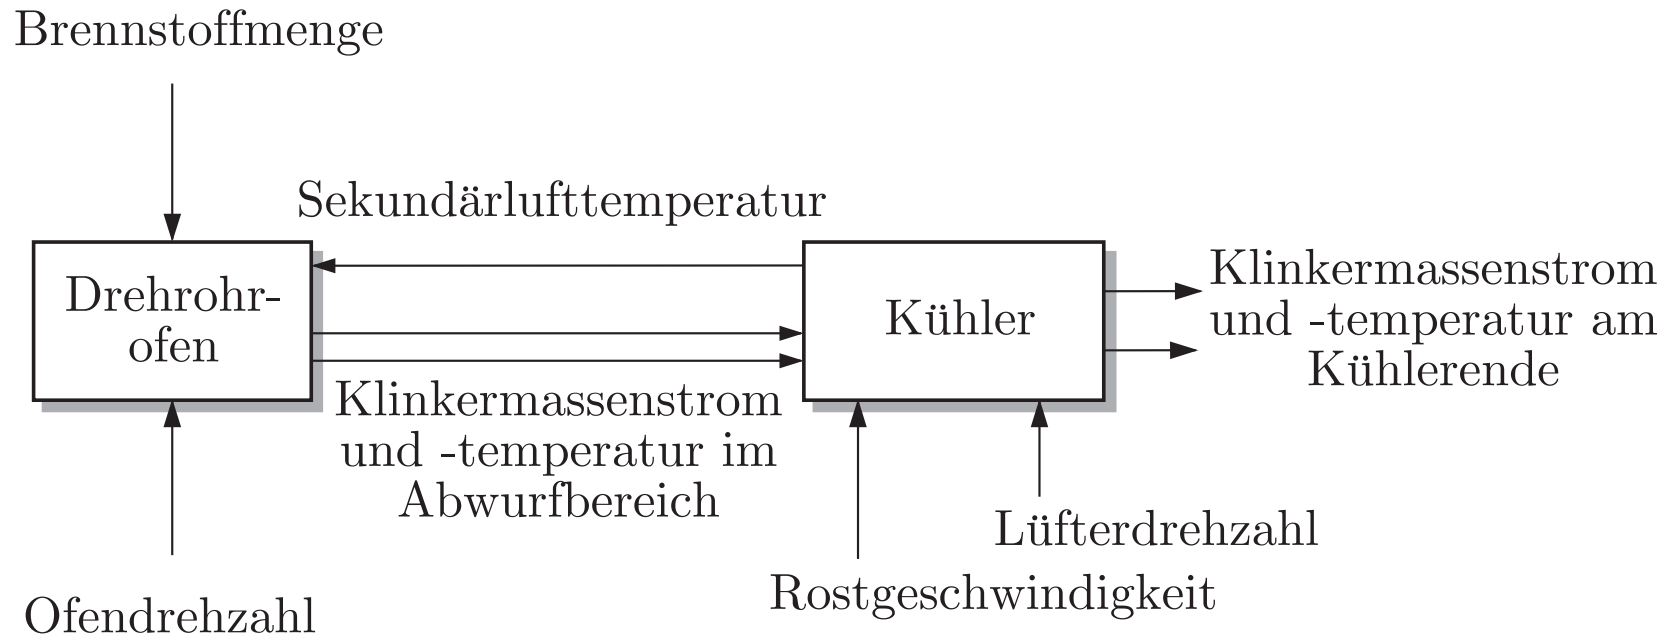 Brennstoffmenge
Sekundärlufttemperatur
Drehrohr-
ofen
Kühler
Klinkermassenstrom
und -temperatur am
Kühlerende
Klinkermassenstrom
und -temperatur im
Abwurfbereich
Lüfterdrehzahl
Rostgeschwindigkeit
Ofendrehzahl